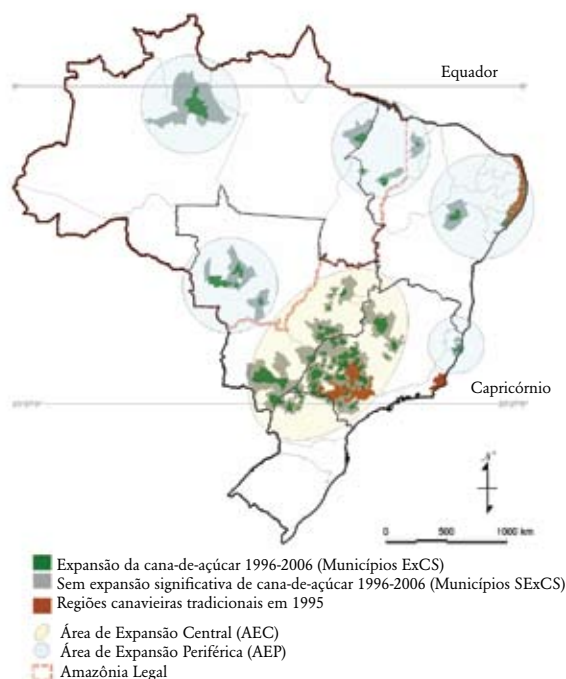 Equador
Capricórnio
N
0 500 1000 km
Expansão da cana-de-açúcar 1996-2006 (Municípios ExCS)
Sem expansão significativa de cana-de-açúcar 1996-2006 (Municípios SExCS)
Regiões canavieiras tradicionais em 1995
Área de Expansão Central (AEC)
Área de Expansão Periférica (AEP)
Amazônia Legal